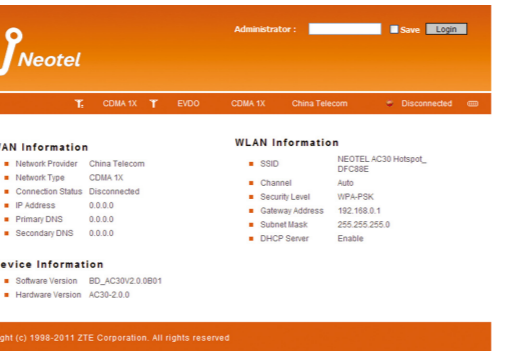 Administrator :
Save
Login
Neotel
CDMA 1X
EVDO
CDMA 1X
China Telecom
Disconnected
AN Information
Network Provider China Telecom
Network Type CDMA 1X
Connection Status Disconnected
IP Address 0.0.0.0
Primary DNS 0.0.0.0
Secondary DNS 0.0.0.0
WLAN Information
SSID NEOTEL AC30 Hotspot_
DFC88E
Channel Auto
Security Level WPA-PSK
Gateway Address 192.168.0.1
Subnet Mask 255.255.255.0
DHCP Server Enable
evice Information
Software Version BD_AC30V2.0.0B01
Hardware Version AC30-2.0.0
ght (c) 1998-2011 ZTE Corporation. All rights reserved